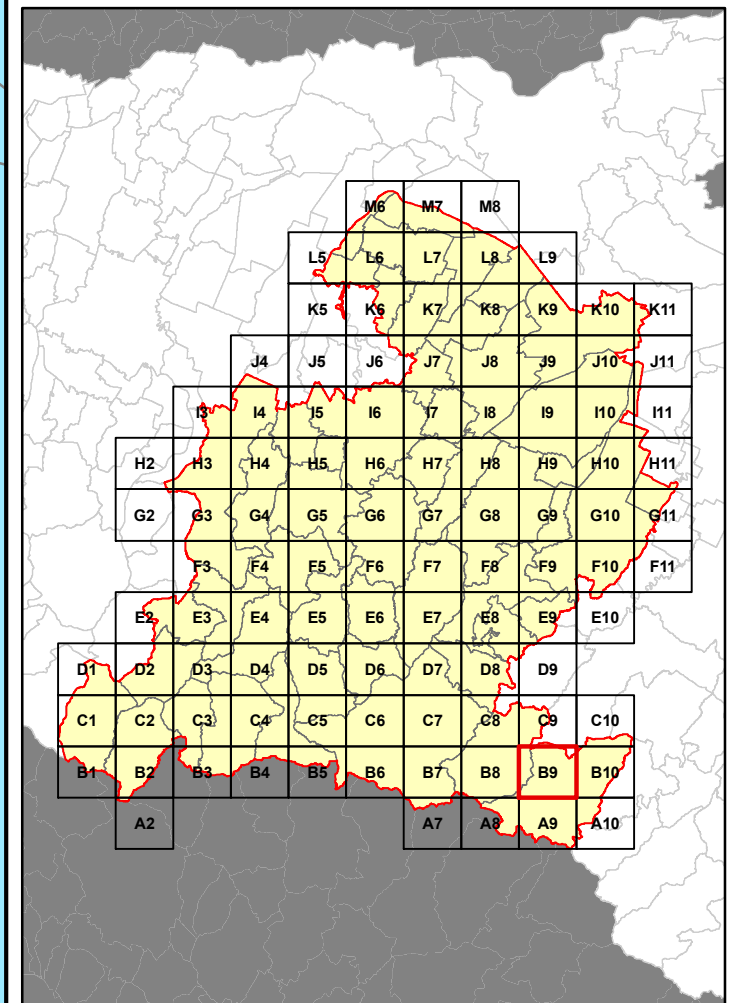 M6 M7 M8
L5 L6 L7 L8 L9
K5 K6 K7 K8 K9 K10 K11
J4 J5 J6 J7 J8 J9 J10 J11
I3 I4 I5 I6 I7 I8 I9 I10 I11
H2 H3 H4 H5 H6 H7 H8 H9 H10 H11
G2 G3 G4 G5 G6 G7 G8 G9 G10 G11
F3 F4 F5 F6 F7 F8 F9 F10 F11
E2 E3 E4 E5 E6 E7 E8 E9 E10
D1 D2 D3 D4 D5 D6 D7 D8 D9
C1 C2 C3 C4 C5 C6 C7 C8 C9 C10
B1 B2 B3 B4 B5 B6 B7 B8 B9 B10
A2 A7 A8 A9 A10